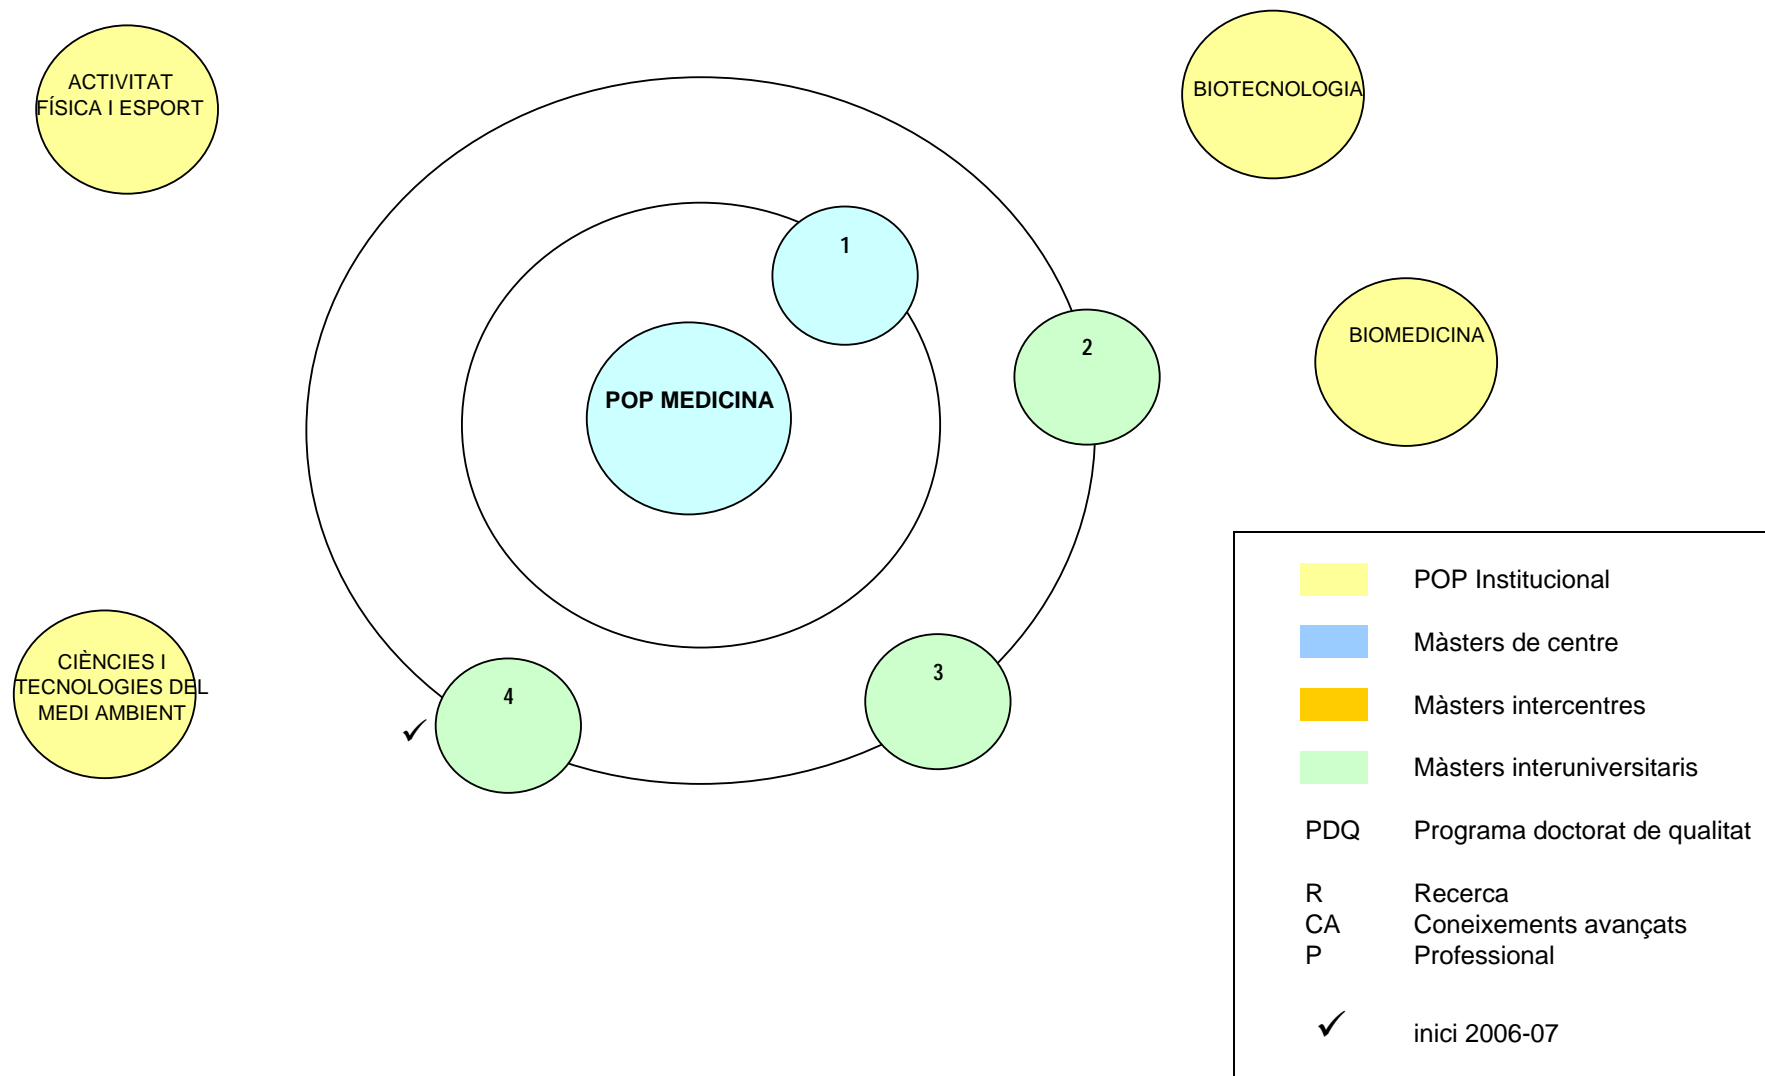 ACTIVITAT
FÍSICA I ESPORT
BIOTECNOLOGIA
1
2
BIOMEDICINA
POP MEDICINA
CIÈNCIES I
TECNOLOGIES DEL
MEDI AMBIENT
✓
4
3
POP Institucional
Màsters de centre
Màsters intercentres
Màsters interuniversitaris
PDQ Programa doctorat de qualitat
R Recerca
CA Coneixements avançats
P Professional
✓ inici 2006-07